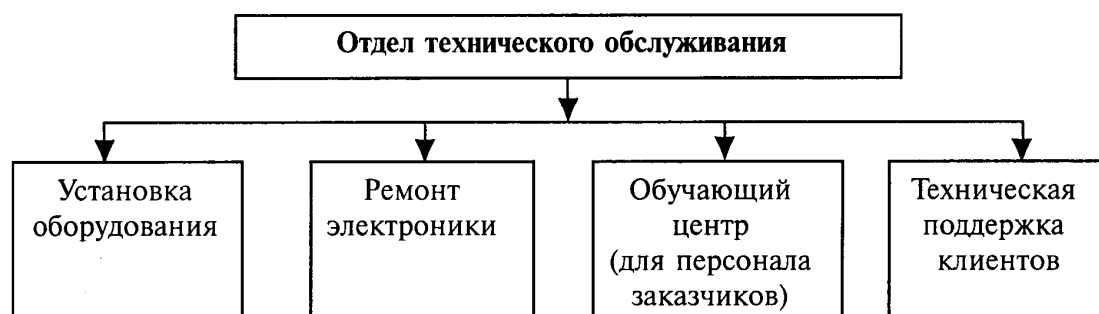 Отдел технического обслуживания
Установка
оборудования
Ремонт
электроники
Обучающий
центр
(для персонала
заказчиков)
Техническая
поддержка
клиентов